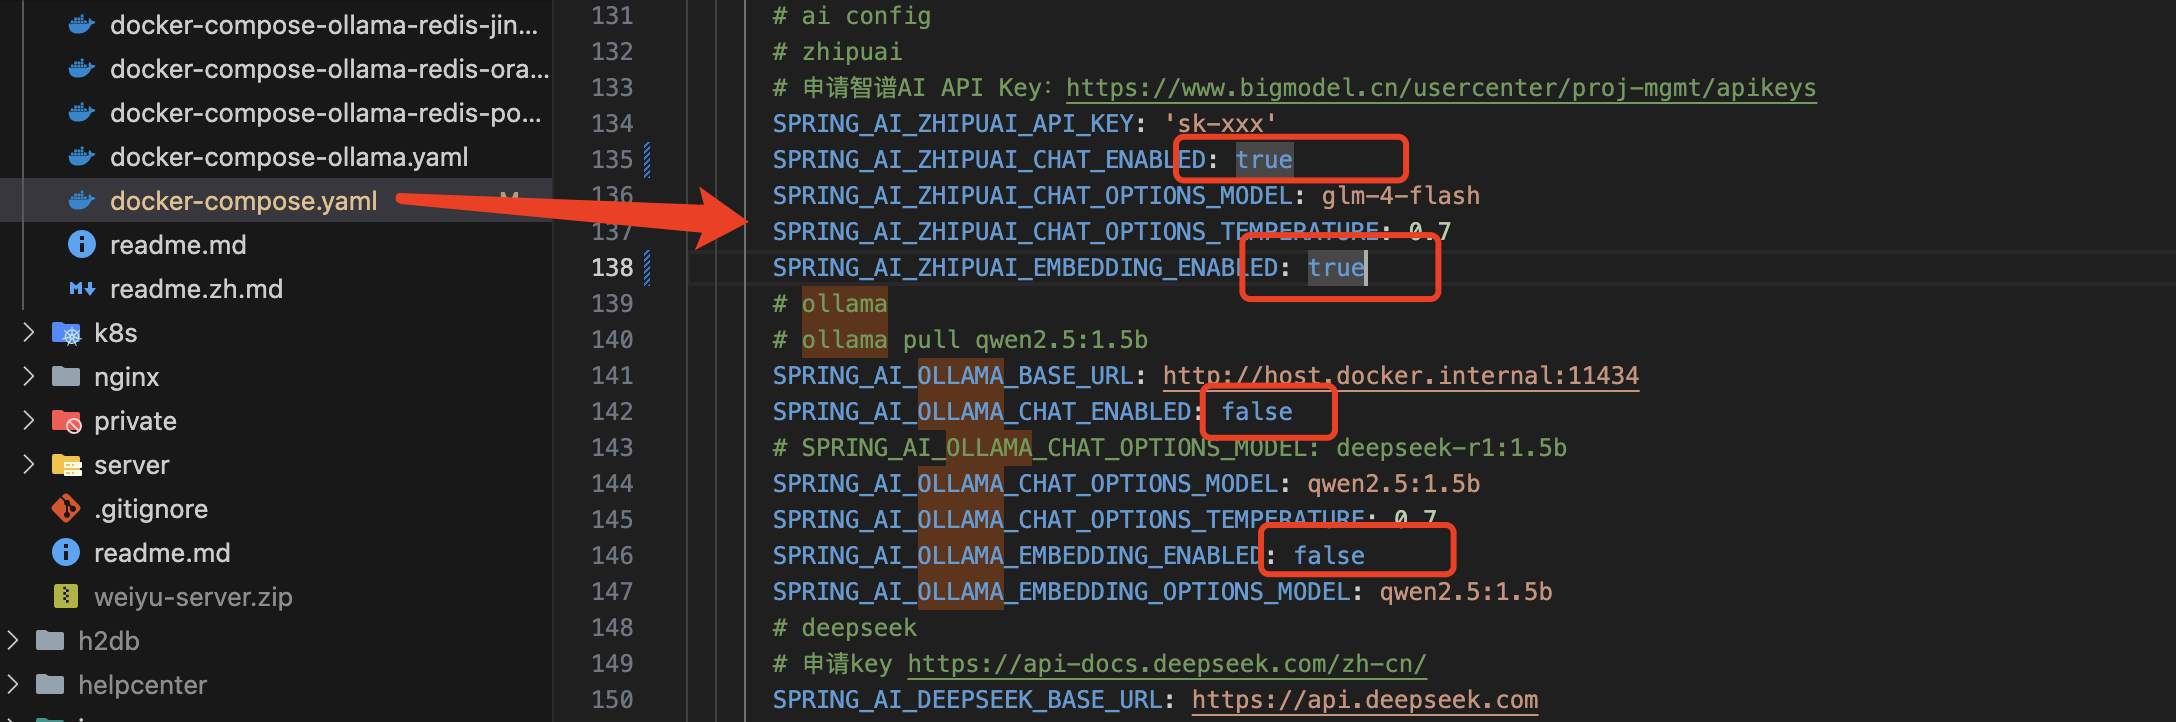 docker-compose-ollama-redis-jin...
docker-compose-ollama-redis-ora...
docker-compose-ollama-redis-po...
docker-compose-ollama.yaml
docker-compose.yaml
M
readme.md
readme.zh.md
k8s
nginx
private
server
.gitignore
readme.md
weiyu-server.zip
h2db
helpcenter
131 # ai config
132 # zhipuai
133 # 申请智谱AI API Key: https://www.bigmodel.cn/usercenter/proj-mgmt/apikeys
134 SPRING_AI_ZHIPUAI_API_KEY: 'sk-xxx'
135 SPRING_AI_ZHIPUAI_CHAT_ENABLED: true
136 SPRING_AI_ZHIPUAI_CHAT_OPTIONS_MODEL: glm-4-flash
137 SPRING_AI_ZHIPUAI_CHAT_OPTIONS_TEMPERATURE: 0.7
138 SPRING_AI_ZHIPUAI_EMBEDDING_ENABLED: true
139 # ollama
140 # ollama pull qwen2.5:1.5b
141 SPRING_AI_OLLAMA_BASE_URL: http://host.docker.internal:11434
142 SPRING_AI_OLLAMA_CHAT_ENABLED: false
143 # SPRING_AI_OLLAMA_CHAT_OPTIONS_MODEL: deepseek-r1:1.5b
144 SPRING_AI_OLLAMA_CHAT_OPTIONS_MODEL: qwen2.5:1.5b
145 SPRING_AI_OLLAMA_CHAT_OPTIONS_TEMPERATURE: 0.7
146 SPRING_AI_OLLAMA_EMBEDDING_ENABLED: false
147 SPRING_AI_OLLAMA_EMBEDDING_OPTIONS_MODEL: qwen2.5:1.5b
148 # deepseek
149 # 申请key https://api-docs.deepseek.com/zh-cn/
150 SPRING_AI_DEEPSEEK_BASE_URL: https://api.deepseek.com